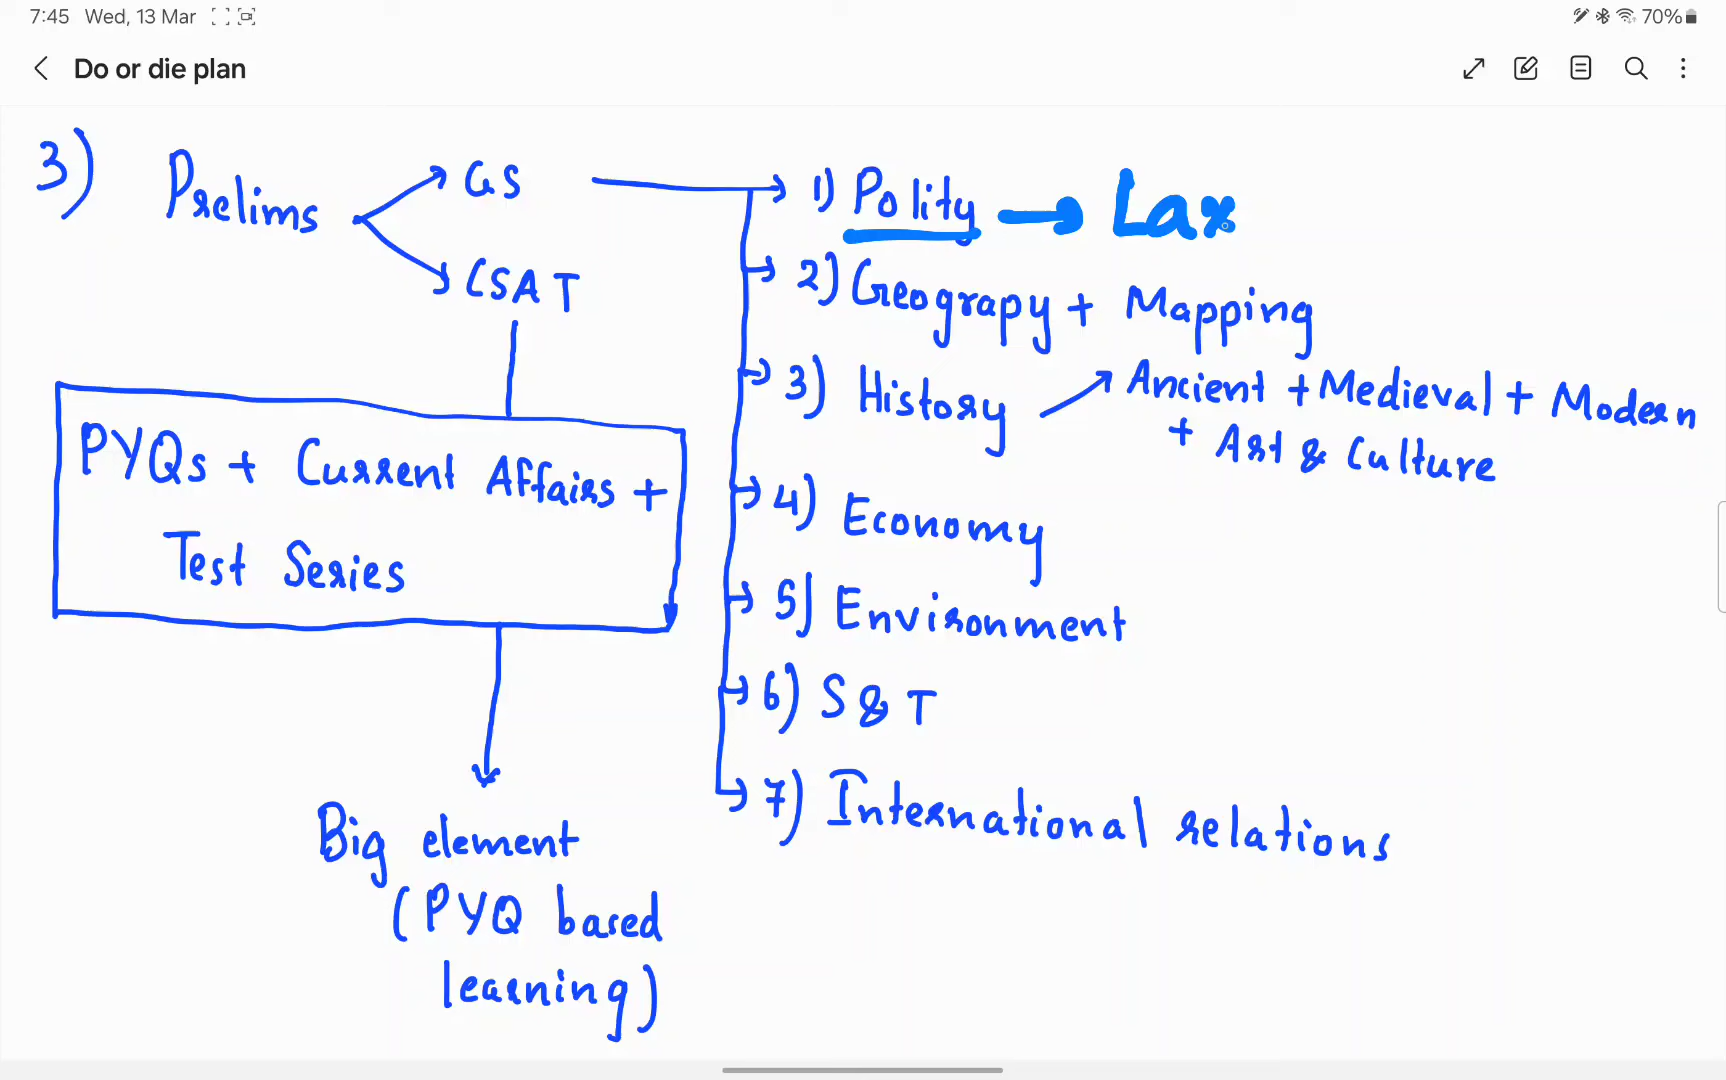 7:45 Wed, 13 Mar
70%
Do or die plan
3) Prelims
GS
CSAT
PYQs + Current Affairs +
Test Series
Big element
(PYQ based
learning)
1) Polity → Lax
2) Geograpy + Mapping
3) History → Ancient + Medieval + Modern
+ Art & Culture
4) Economy
5) Environment
6) S & T
7) International relations